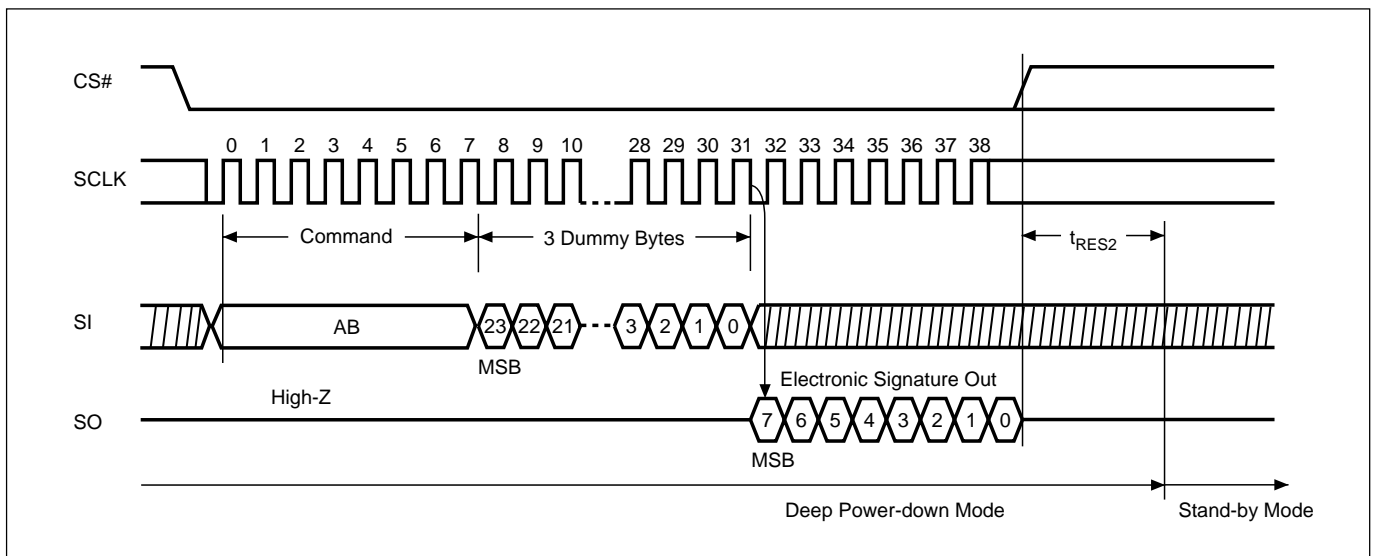 CS#
0 1 2 3 4 5 6 7 8 9 10 28 29 30 31 32 33 34 35 36 37 38
SCLK
Command 3 Dummy Bytes tRES2
SI AB 23 22 21 3 2 1 0
MSB
High-Z Electronic Signature Out
SO 7 6 5 4 3 2 1 0
MSB
Deep Power-down Mode Stand-by Mode